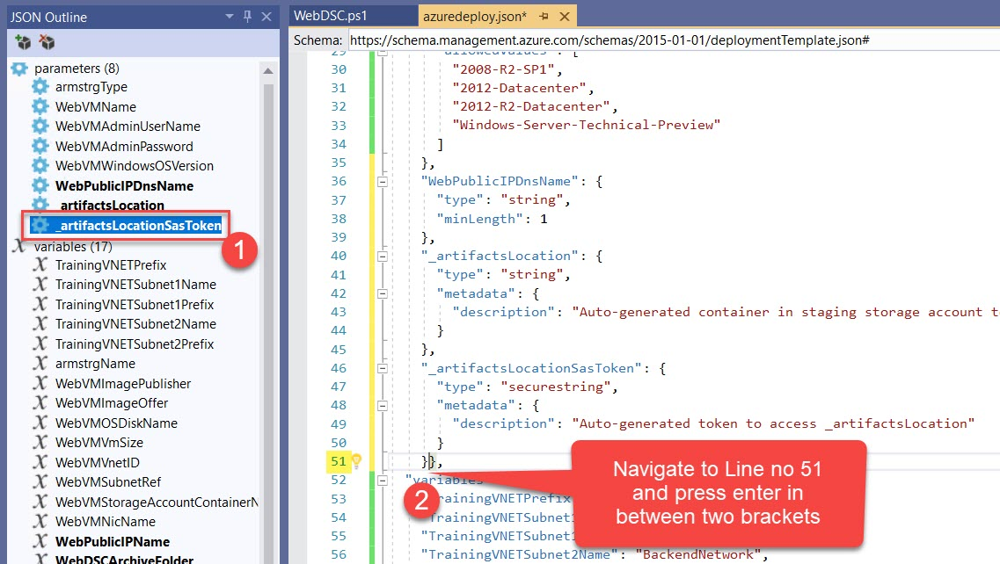 JSON Outline
parameters (8)
armstrgType
WebVMName
WebVMAdminUserName
WebVMAdminPassword
WebVMWindowsOSVersion
WebPublicIPDnsName
_artifactsLocation
_artifactsLocationSasToken
1
variables (17)
TrainingVNETPrefix
TrainingVNETSubnet1Name
TrainingVNETSubnet1Prefix
TrainingVNETSubnet2Name
TrainingVNETSubnet2Prefix
armstrgName
WebVMImagePublisher
WebVMImageOffer
WebVMOSDiskName
WebVMVmSize
WebVMVnetID
WebVMSubnetRef
WebVMStorageAccountContainerN
WebVMNicName
WebPublicIPName
WebDSCArchiveFolder
WebDSC.ps1
azuredeploy.json*
Schema: https://schema.management.azure.com/schemas/2015-01-01/deploymentTemplate.json#
29 "allowedValues": [
30 "2008-R2-SP1",
31 "2012-Datacenter",
32 "2012-R2-Datacenter",
33 "Windows-Server-Technical-Preview"
34 ]
35 },
36 "WebPublicIPDnsName": {
37 "type": "string",
38 "minLength": 1
39 },
40 "_artifactsLocation": {
41 "type": "string",
42 "metadata": {
43 "description": "Auto-generated container in staging storage account t
44 }
45 },
46 "_artifactsLocationSasToken": {
47 "type": "securestring",
48 "metadata": {
49 "description": "Auto-generated token to access _artifactsLocation"
50 }
51 }},
52 "variables
53 TrainingVNETPrefix
54 TrainingVNETSubnet1
55 "TrainingVNETSubnet1
56 "TrainingVNETSubnet2Name": "BackendNetwork",
2
Navigate to Line no 51
and press enter in
between two brackets